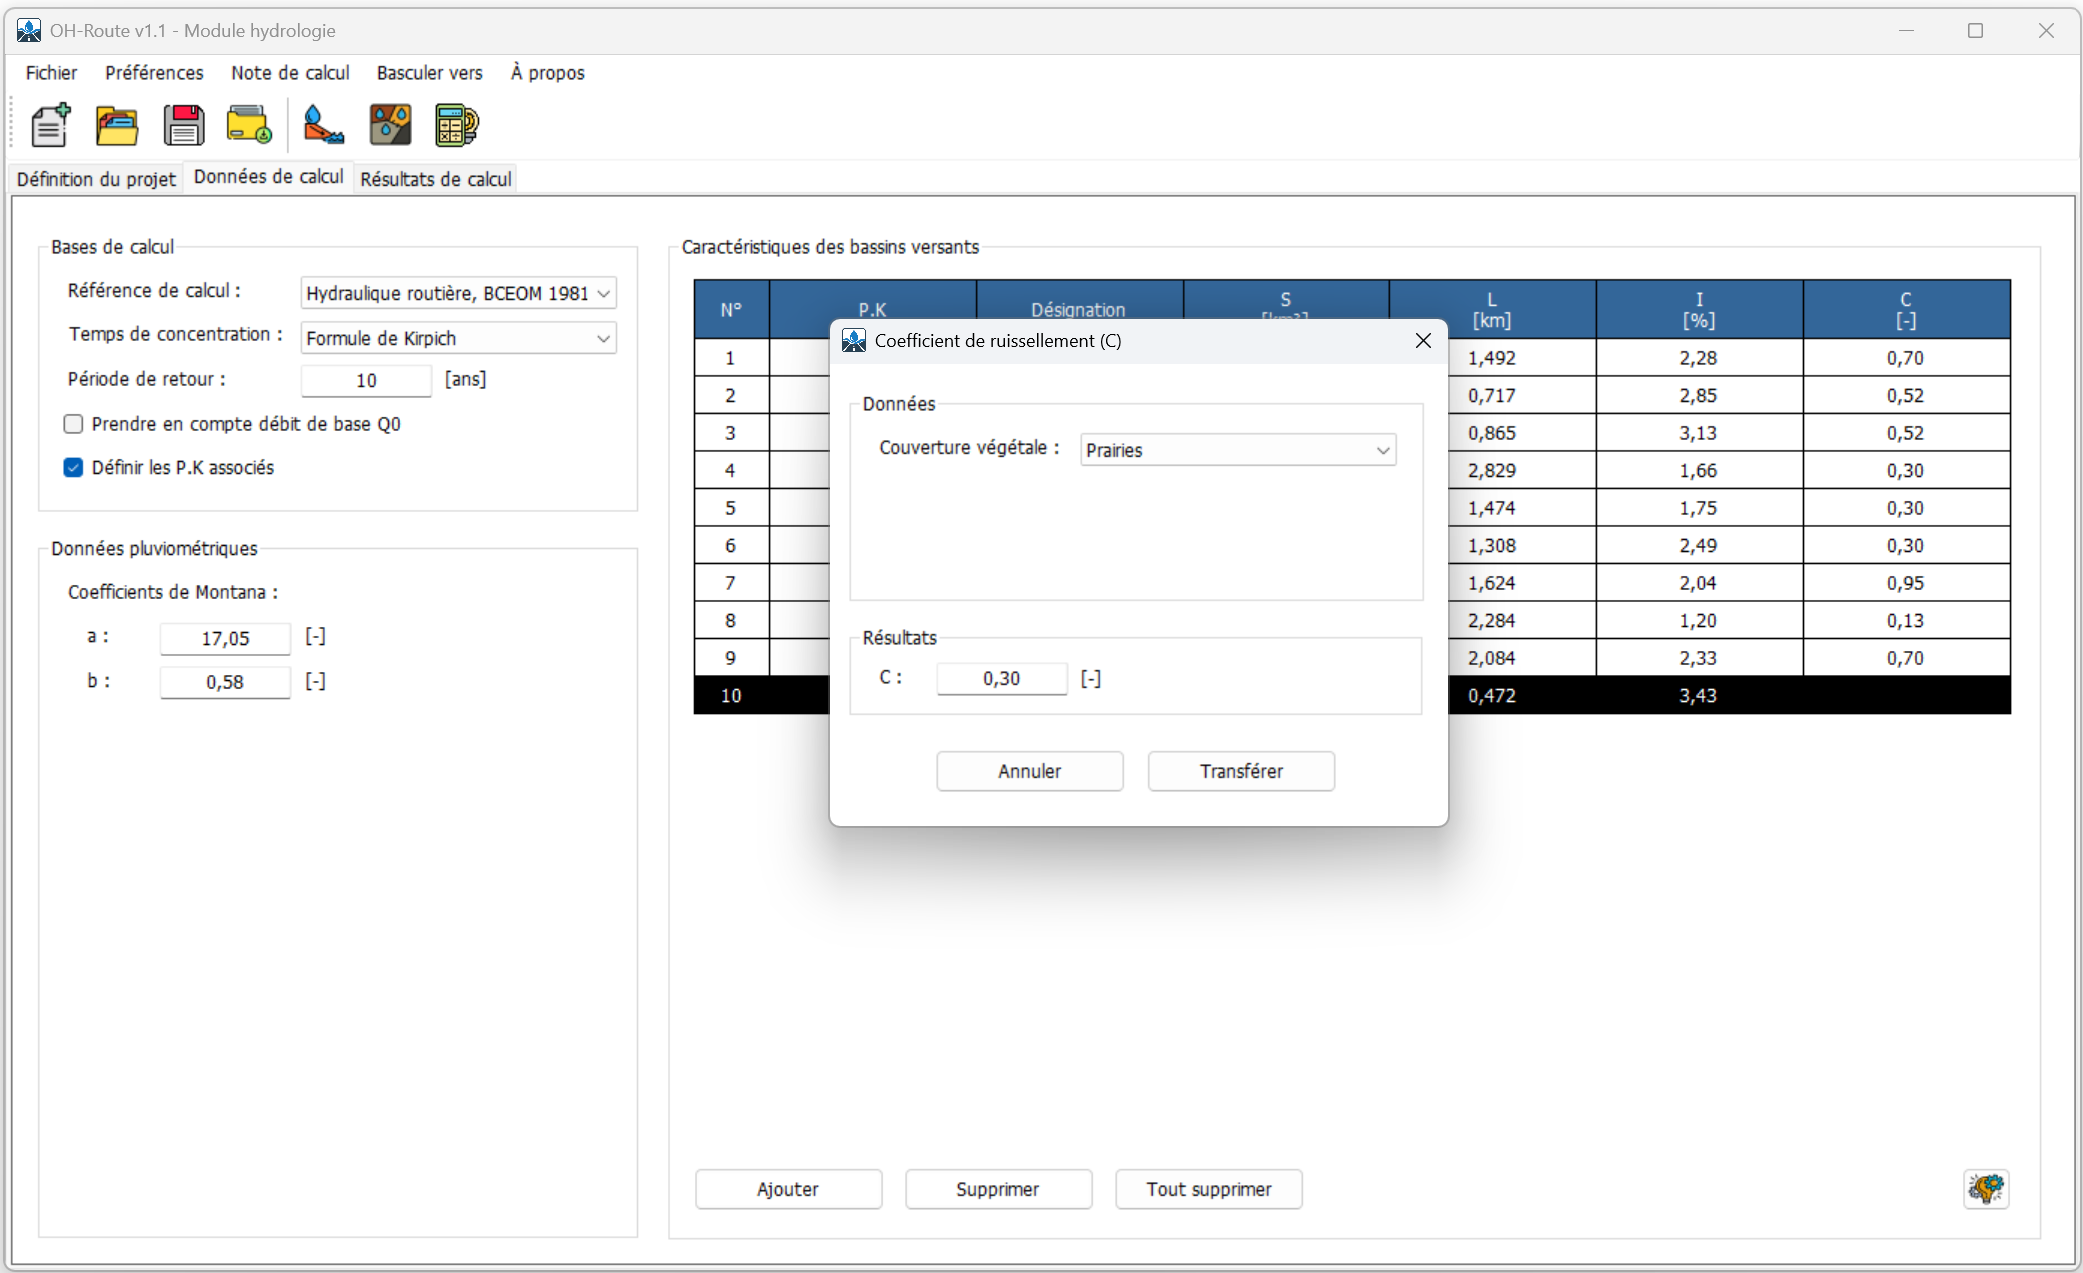 OH-Route v1.1 - Module hydrologie
Fichier Préférences Note de calcul Basculer vers À propos
Définition du projet Données de calcul Résultats de calcul
Bases de calcul
Référence de calcul : Hydraulique routière, BCEOM 1981
Temps de concentration : Formule de Kirpich
Période de retour : 10 [ans]
Prendre en compte débit de base Q0
Définir les P.K associés
Données pluviométriques
Coefficients de Montana :
a : 17,05 [-]
b : 0,58 [-]
Caractéristiques des bassins versants
N° P.K Désignation S [km²] L [km] I [%] C [-]
1 1,492 2,28 0,70
2 0,717 2,85 0,52
3 0,865 3,13 0,52
4 2,829 1,66 0,30
5 1,474 1,75 0,30
6 1,308 2,49 0,30
7 1,624 2,04 0,95
8 2,284 1,20 0,13
9 2,084 2,33 0,70
10 0,472 3,43
Coefficient de ruissellement (C)
Données
Couverture végétale : Prairies
Résultats
C : 0,30 [-]
Annuler Transférer
Ajouter Supprimer Tout supprimer